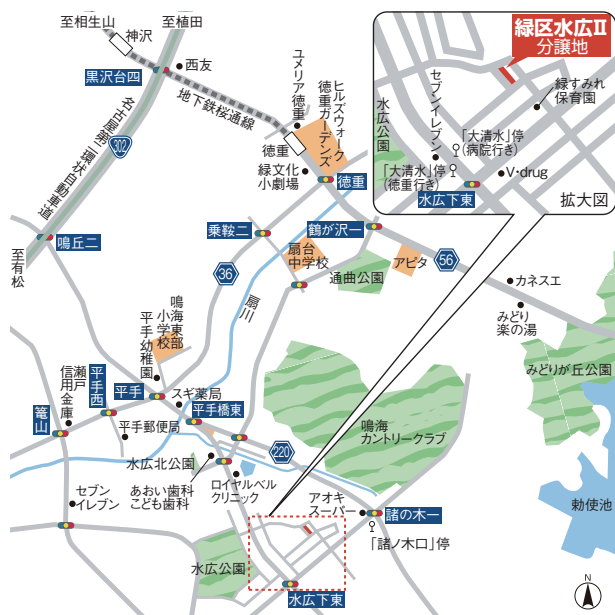 至相生山
至植田
神沢
西友
黒沢台四
地下鉄桜通線
名古屋第二環状自動車道
302
ユメリア徳重
ヒルズウォーク
徳重ガーデンズ
徳重
緑文化
小劇場
徳重
乗鞍二
鶴が沢一
鳴丘二
至有松
36
扇川
扇台
中学校
通曲公園
アピタ
56
カネスエ
みどり
楽の湯
みどりが丘公園
鳴海東部
小学校
平手幼稚園
瀬戸
信用金庫
平手西
平手
スギ薬局
平手橋東
篭山
平手郵便局
220
鳴海
カントリークラブ
水広北公園
ロイヤルベル
クリニック
あおい歯科
こども歯科
セブン
イレブン
アオキ
スーパー
諸の木一
「諸ノ木口」停
水広公園
水広下東
勅使池
N
緑区水広Ⅱ
分譲地
セブンイレブン
緑すみれ
保育園
水広公園
「大清水」停
(病院行き)
「大清水」停
(徳重行き)
V・drug
水広下東
拡大図